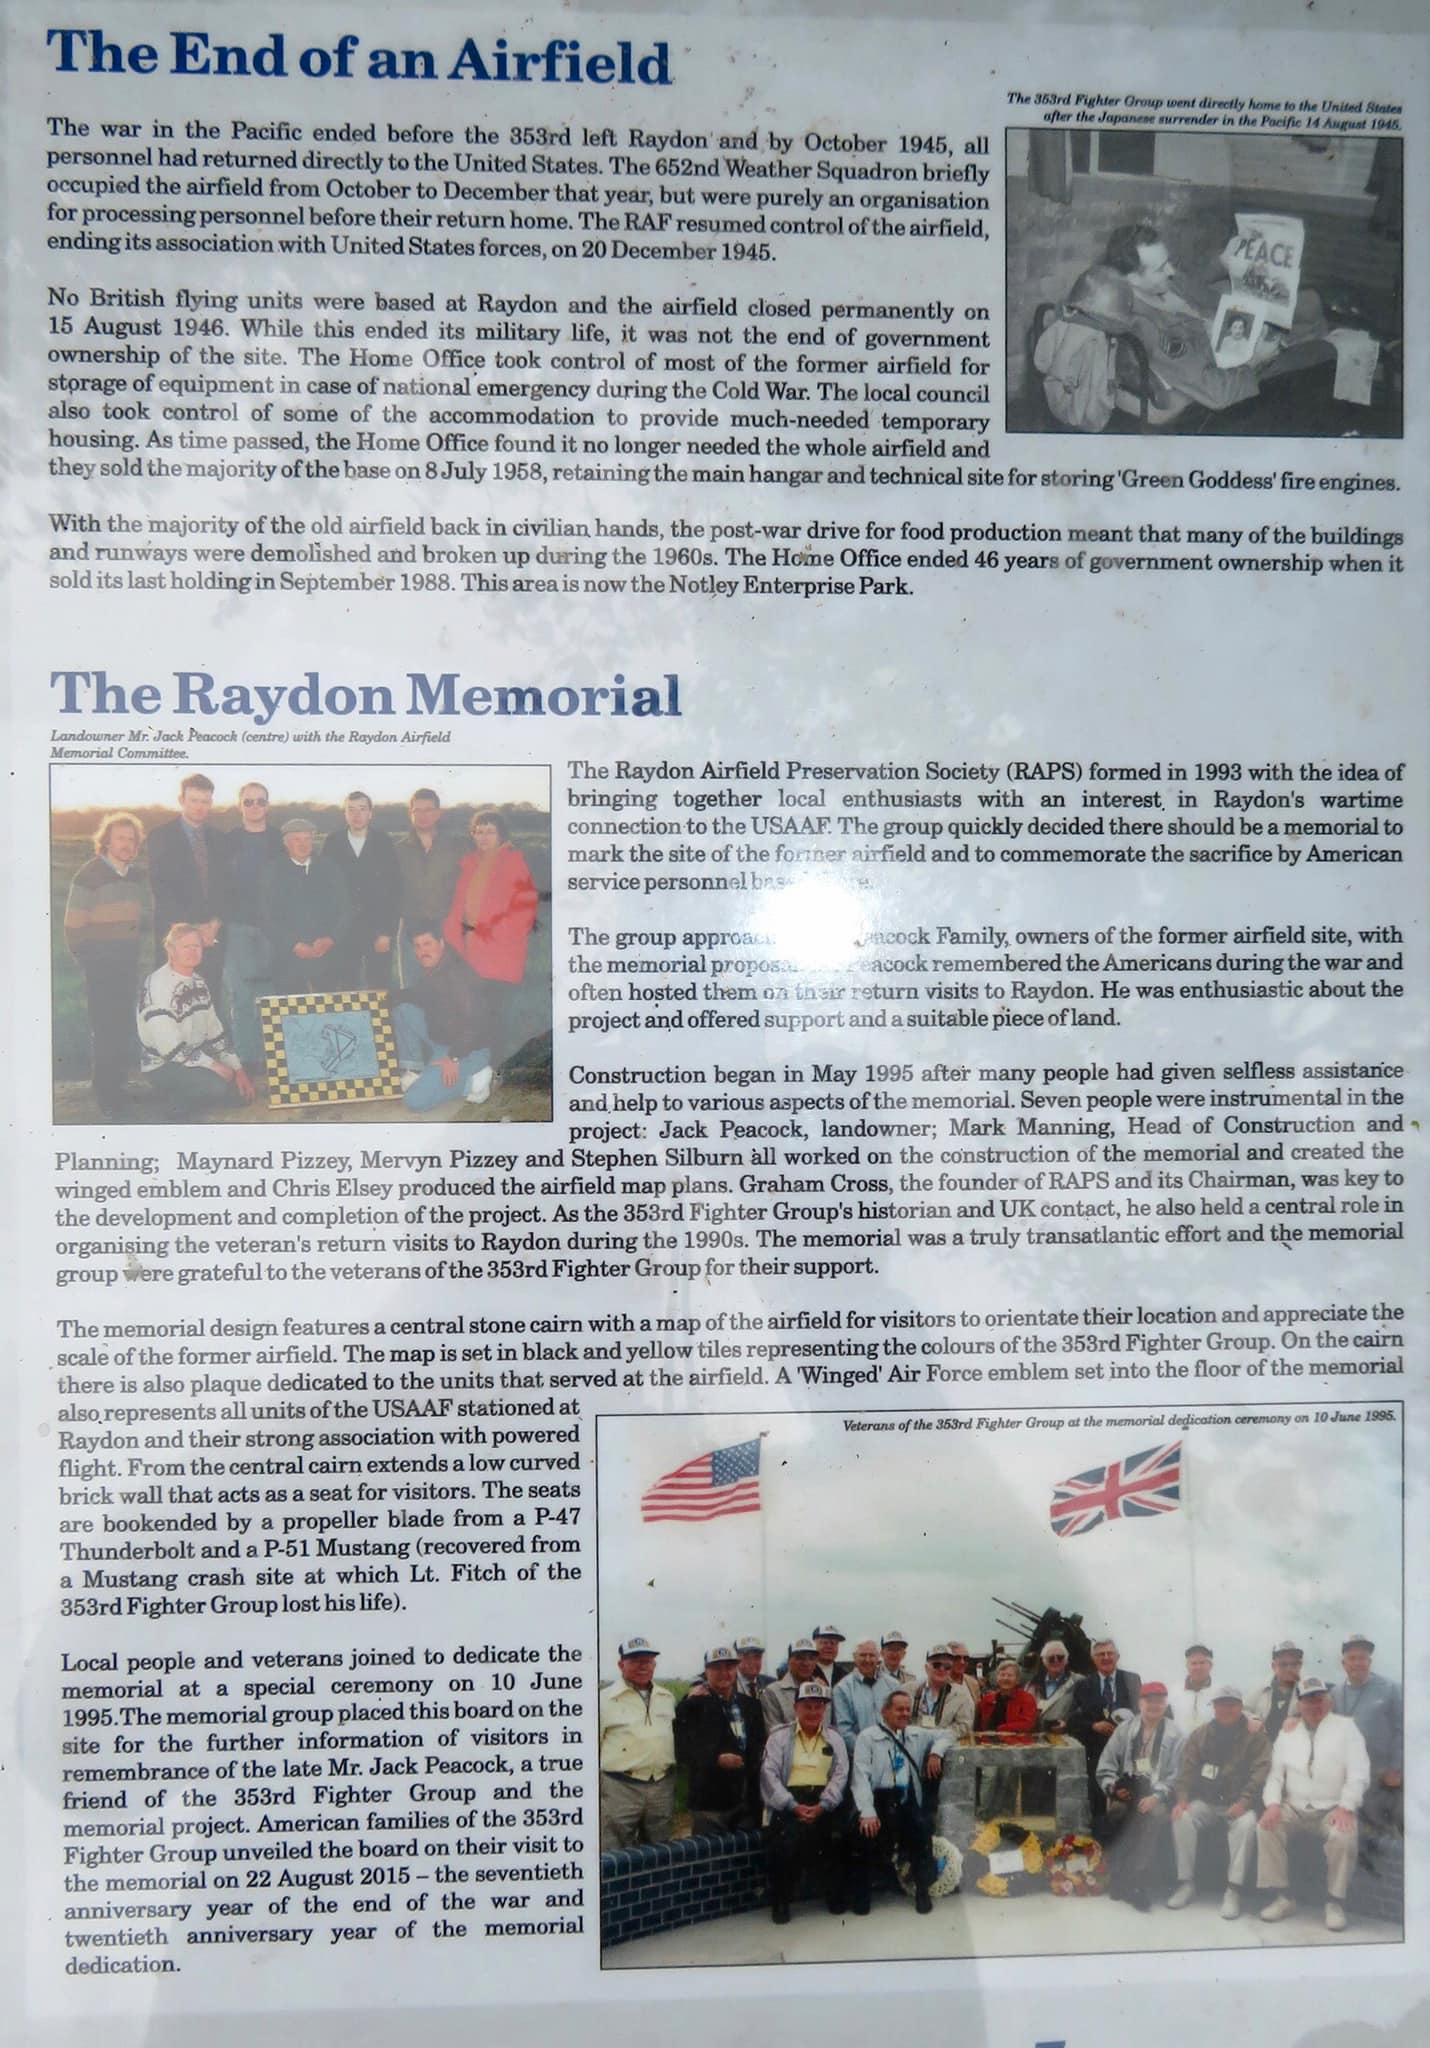 The End of an Airfield
The 353rd Fighter Group went directly home to the United States
after the Japanese surrender in the Pacific 14 August 1945.
The war in the Pacific ended before the 353rd left Raydon and by October 1945, all
personnel had returned directly to the United States. The 652nd Weather Squadron briefly
occupied the airfield from October to December that year, but were purely an organisation
for processing personnel before their return home. The RAF resumed control of the airfield,
ending its association with United States forces, on 20 December 1945.
PEACE
No British flying units were based at Raydon and the airfield closed permanently on
15 August 1946. While this ended its military life, it was not the end of government
ownership of the site. The Home Office took control of most of the former airfield for
storage of equipment in case of national emergency during the Cold War. The local council
also took control of some of the accommodation to provide much-needed temporary
housing. As time passed, the Home Office found it no longer needed the whole airfield and
they sold the majority of the base on 8 July 1958, retaining the main hangar and technical site for storing 'Green Goddess' fire engines.
With the majority of the old airfield back in civilian hands, the post-war drive for food production meant that many of the buildings
and runways were demolished and broken up during the 1960s. The Home Office ended 46 years of government ownership when it
sold its last holding in September 1988. This area is now the Notley Enterprise Park.
The Raydon Memorial
Landowner Mr. Jack Peacock (centre) with the Raydon Airfield
Memorial Committee.
The Raydon Airfield Preservation Society (RAPS) formed in 1993 with the idea of
bringing together local enthusiasts with an interest in Raydon's wartime
connection to the USAAF. The group quickly decided there should be a memorial to
mark the site of the former airfield and to commemorate the sacrifice by American
service personnel
The group Family, owners of the former airfield site, with
the memorial Peacock remembered the Americans during the war and
often hosted them on their return visits to Raydon. He was enthusiastic about the
project and offered support and a suitable piece of land.
Construction began in May 1995 after many people had given selfless assistance
and help to various aspects of the memorial. Seven people were instrumental in the
project: Jack Peacock, landowner; Mark Manning, Head of Construction and
Planning; Maynard Pizzey, Mervyn Pizzey and Stephen Silburn all worked on the construction of the memorial and created the
winged emblem and Chris Elsey produced the airfield map plans. Graham Cross, the founder of RAPS and its Chairman, was key to
the development and completion of the project. As the 353rd Fighter Group's historian and UK contact, he also held a central role in
organising the veteran's return visits to Raydon during the 1990s. The memorial was a truly transatlantic effort and the memorial
group were grateful to the veterans of the 353rd Fighter Group for their support.
The memorial design features a central stone cairn with a map of the airfield for visitors to orientate their location and appreciate the
scale of the former airfield. The map is set in black and yellow tiles representing the colours of the 353rd Fighter Group. On the cairn
there is also plaque dedicated to the units that served at the airfield. A 'Winged' Air Force emblem set into the floor of the memorial
also represents all units of the USAAF stationed at
Raydon and their strong association with powered
flight. From the central cairn extends a low curved
brick wall that acts as a seat for visitors. The seats
are bookended by a propeller blade from a P-47
Thunderbolt and a P-51 Mustang (recovered from
a Mustang crash site at which Lt. Fitch of the
353rd Fighter Group lost his life).
Veterans of the 353rd Fighter Group at the memorial dedication ceremony on 10 June 1995.
Local people and veterans joined to dedicate the
memorial at a special ceremony on 10 June
1995.The memorial group placed this board on the
site for the further information of visitors in
remembrance of the late Mr. Jack Peacock, a true
friend of the 353rd Fighter Group and the
memorial project. American families of the 353rd
Fighter Group unveiled the board on their visit to
the memorial on 22 August 2015 – the seventieth
anniversary year of the end of the war and
twentieth anniversary year of the memorial
dedication.